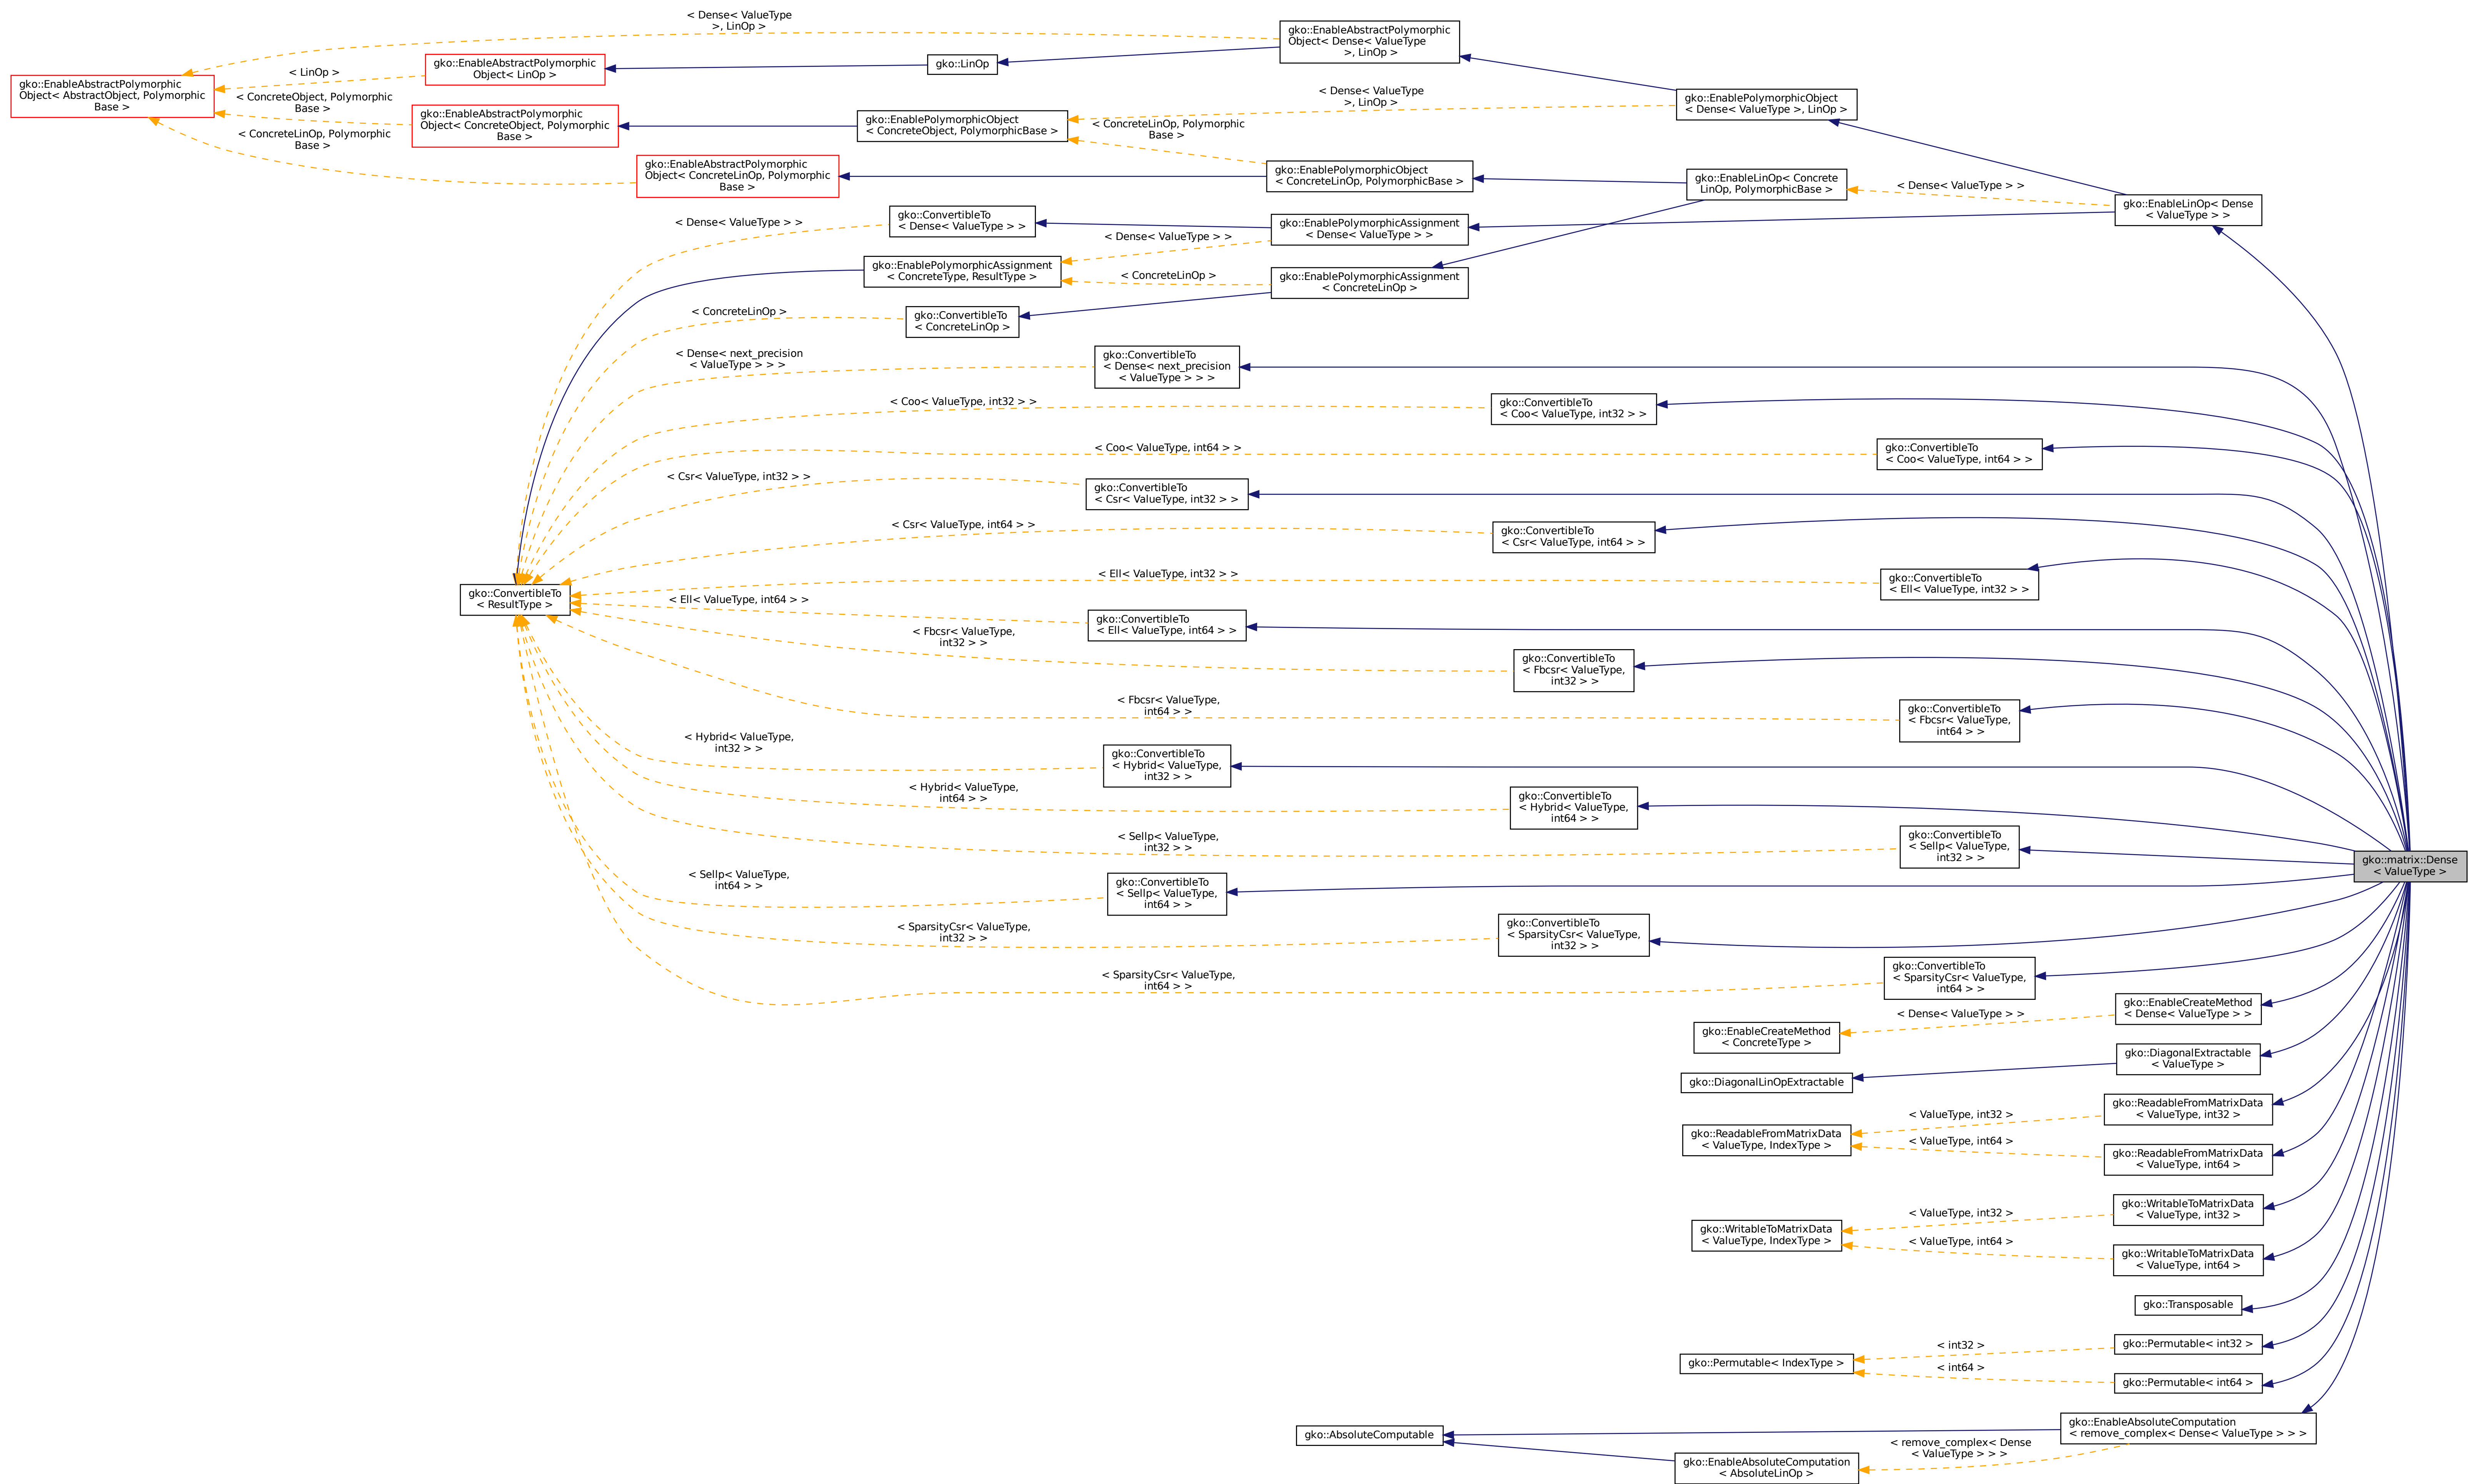 < Dense< ValueType
>, LinOp >
gko::EnableAbstractPolymorphic
Object< Dense< ValueType
>, LinOp >
gko::LinOp
gko::EnableAbstractPolymorphic
Object< LinOp >
< LinOp >
gko::EnableAbstractPolymorphic
Object< AbstractObject, Polymorphic
Base >
< ConcreteObject, Polymorphic
Base >
gko::EnableAbstractPolymorphic
Object< ConcreteObject, Polymorphic
Base >
gko::EnablePolymorphicObject
< ConcreteObject, PolymorphicBase >
< Dense< ValueType
>, LinOp >
gko::EnablePolymorphicObject
< Dense< ValueType >, LinOp >
< ConcreteLinOp, Polymorphic
Base >
< ConcreteLinOp, Polymorphic
Base >
gko::EnableAbstractPolymorphic
Object< ConcreteLinOp, Polymorphic
Base >
gko::EnablePolymorphicObject
< ConcreteLinOp, PolymorphicBase >
gko::EnableLinOp< Concrete
LinOp, PolymorphicBase >
< Dense< ValueType > >
gko::EnableLinOp< Dense
< ValueType > >
< Dense< ValueType > >
gko::ConvertibleTo
< Dense< ValueType > >
gko::EnablePolymorphicAssignment
< Dense< ValueType > >
< Dense< ValueType > >
gko::EnablePolymorphicAssignment
< ConcreteType, ResultType >
< ConcreteLinOp >
gko::EnablePolymorphicAssignment
< ConcreteLinOp >
< ConcreteLinOp >
gko::ConvertibleTo
< ConcreteLinOp >
< Dense< next_precision
< ValueType > > >
gko::ConvertibleTo
< Dense< next_precision
< ValueType > > >
< Coo< ValueType, int32 > >
gko::ConvertibleTo
< Coo< ValueType, int32 > >
< Coo< ValueType, int64 > >
gko::ConvertibleTo
< Coo< ValueType, int64 > >
< Csr< ValueType, int32 > >
gko::ConvertibleTo
< Csr< ValueType, int32 > >
< Csr< ValueType, int64 > >
gko::ConvertibleTo
< Csr< ValueType, int64 > >
gko::ConvertibleTo
< ResultType >
< Ell< ValueType, int32 > >
gko::ConvertibleTo
< Ell< ValueType, int32 > >
< Ell< ValueType, int64 > >
gko::ConvertibleTo
< Ell< ValueType, int64 > >
< Fbcsr< ValueType,
int32 > >
gko::ConvertibleTo
< Fbcsr< ValueType,
int32 > >
< Fbcsr< ValueType,
int64 > >
gko::ConvertibleTo
< Fbcsr< ValueType,
int64 > >
< Hybrid< ValueType,
int32 > >
gko::ConvertibleTo
< Hybrid< ValueType,
int32 > >
< Hybrid< ValueType,
int64 > >
gko::ConvertibleTo
< Hybrid< ValueType,
int64 > >
< Sellp< ValueType,
int32 > >
gko::ConvertibleTo
< Sellp< ValueType,
int32 > >
gko::matrix::Dense
< ValueType >
< Sellp< ValueType,
int64 > >
gko::ConvertibleTo
< Sellp< ValueType,
int64 > >
< SparsityCsr< ValueType,
int32 > >
gko::ConvertibleTo
< SparsityCsr< ValueType,
int32 > >
< SparsityCsr< ValueType,
int64 > >
gko::ConvertibleTo
< SparsityCsr< ValueType,
int64 > >
gko::EnableCreateMethod
< Dense< ValueType > >
< Dense< ValueType > >
gko::EnableCreateMethod
< ConcreteType >
gko::DiagonalExtractable
< ValueType >
gko::DiagonalLinOpExtractable
gko::ReadableFromMatrixData
< ValueType, int32 >
< ValueType, int32 >
gko::ReadableFromMatrixData
< ValueType, IndexType >
< ValueType, int64 >
gko::ReadableFromMatrixData
< ValueType, int64 >
gko::WritableToMatrixData
< ValueType, int32 >
< ValueType, int32 >
gko::WritableToMatrixData
< ValueType, IndexType >
< ValueType, int64 >
gko::WritableToMatrixData
< ValueType, int64 >
gko::Transposable
< int32 >
gko::Permutable< int32 >
gko::Permutable< IndexType >
< int64 >
gko::Permutable< int64 >
gko::AbsoluteComputable
gko::EnableAbsoluteComputation
< remove_complex< Dense< ValueType > > >
< remove_complex< Dense
< ValueType > > >
gko::EnableAbsoluteComputation
< AbsoluteLinOp >